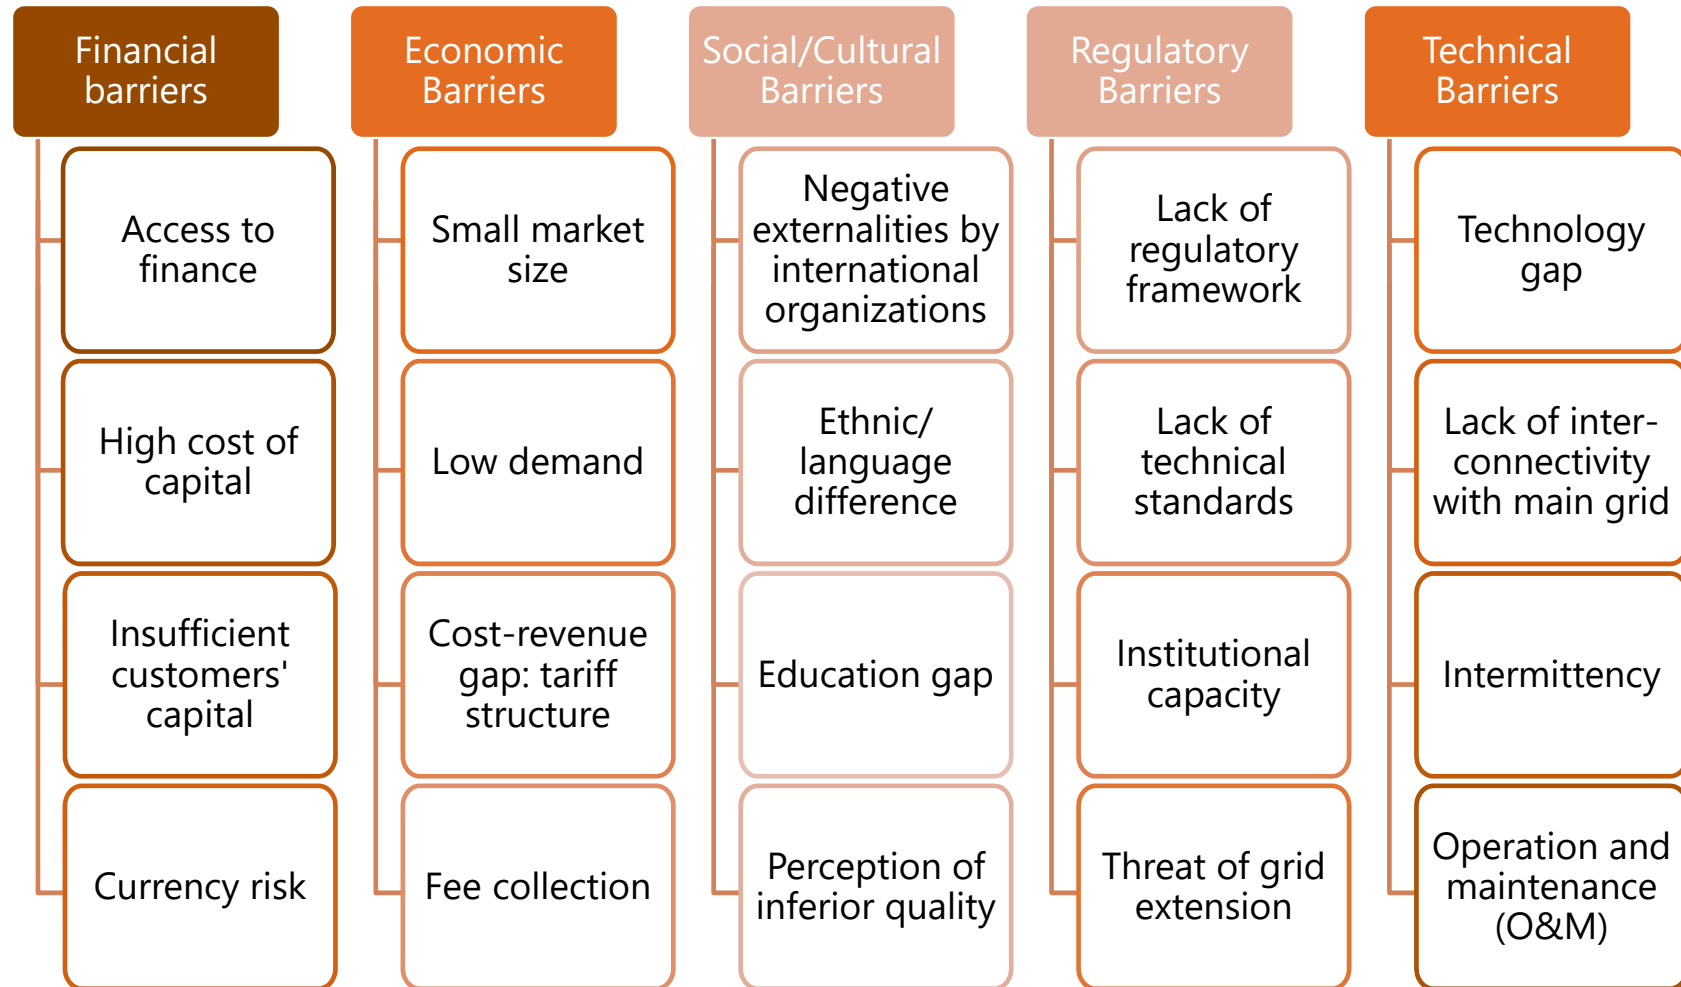 Financial
barriers
Access to
finance
High cost of
capital
Insufficient
customers'
capital
Currency risk
Economic
Barriers
Small market
size
Low demand
Cost-revenue
gap: tariff
structure
Fee collection
Social/Cultural
Barriers
Negative
externalities by
international
organizations
Ethnic/
language
difference
Education gap
Perception of
inferior quality
Regulatory
Barriers
Lack of
regulatory
framework
Lack of
technical
standards
Institutional
capacity
Threat of grid
extension
Technical
Barriers
Technology
gap
Lack of inter-
connectivity
with main grid
Intermittency
Operation and
maintenance
(O&M)